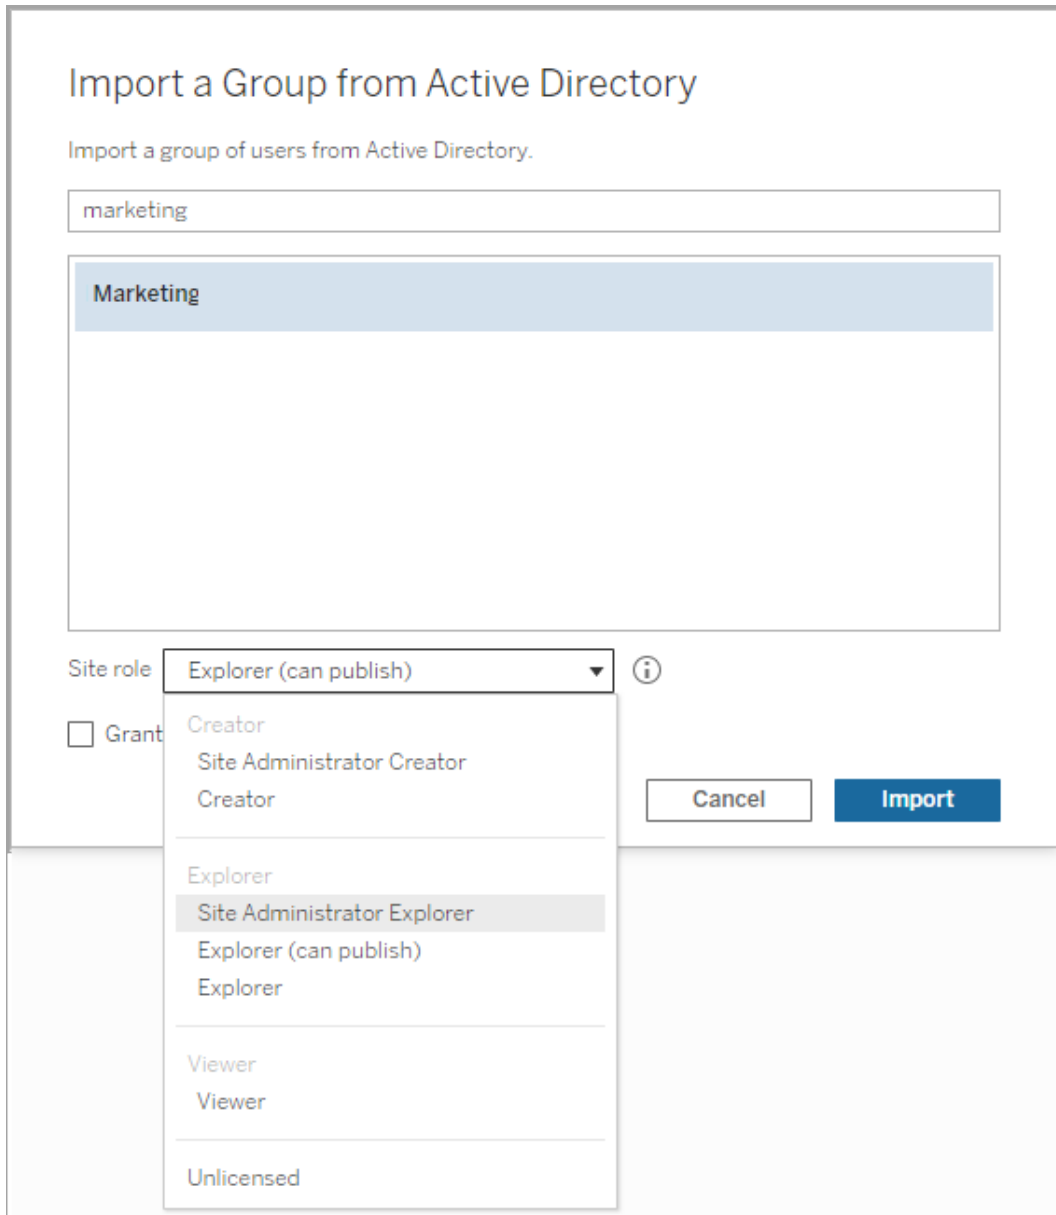 Import a Group from Active Directory
Import a group of users from Active Directory.
marketing
Marketing
Site role
Explorer (can publish)
Grant
Creator
Site Administrator Creator
Creator
Cancel
Import
Explorer
Site Administrator Explorer
Explorer (can publish)
Explorer
Viewer
Viewer
Unlicensed